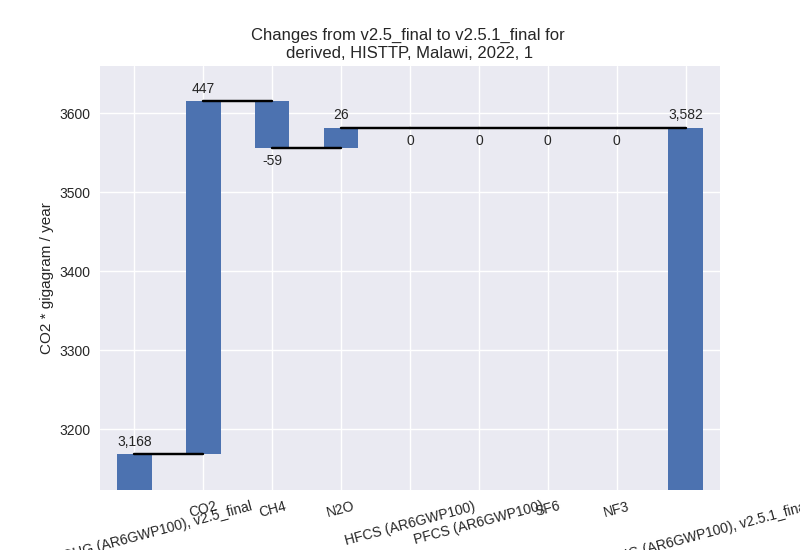 Changes from v2.5_final to v2.5.1_final for
derived, HISTTP, Malawi, 2022, 1
CO2 * gigagram / year
3600
3500
3400
3300
3200
3,168
447
-59
26
0
0
0
0
3,582
(AR6GWP100), v2.5_final
CO2
CH4
N2O
HFCS (AR6GWP100)
PFCS (AR6GWP100)
SF6
NF3
(AR6GWP100), v2.5.1_final